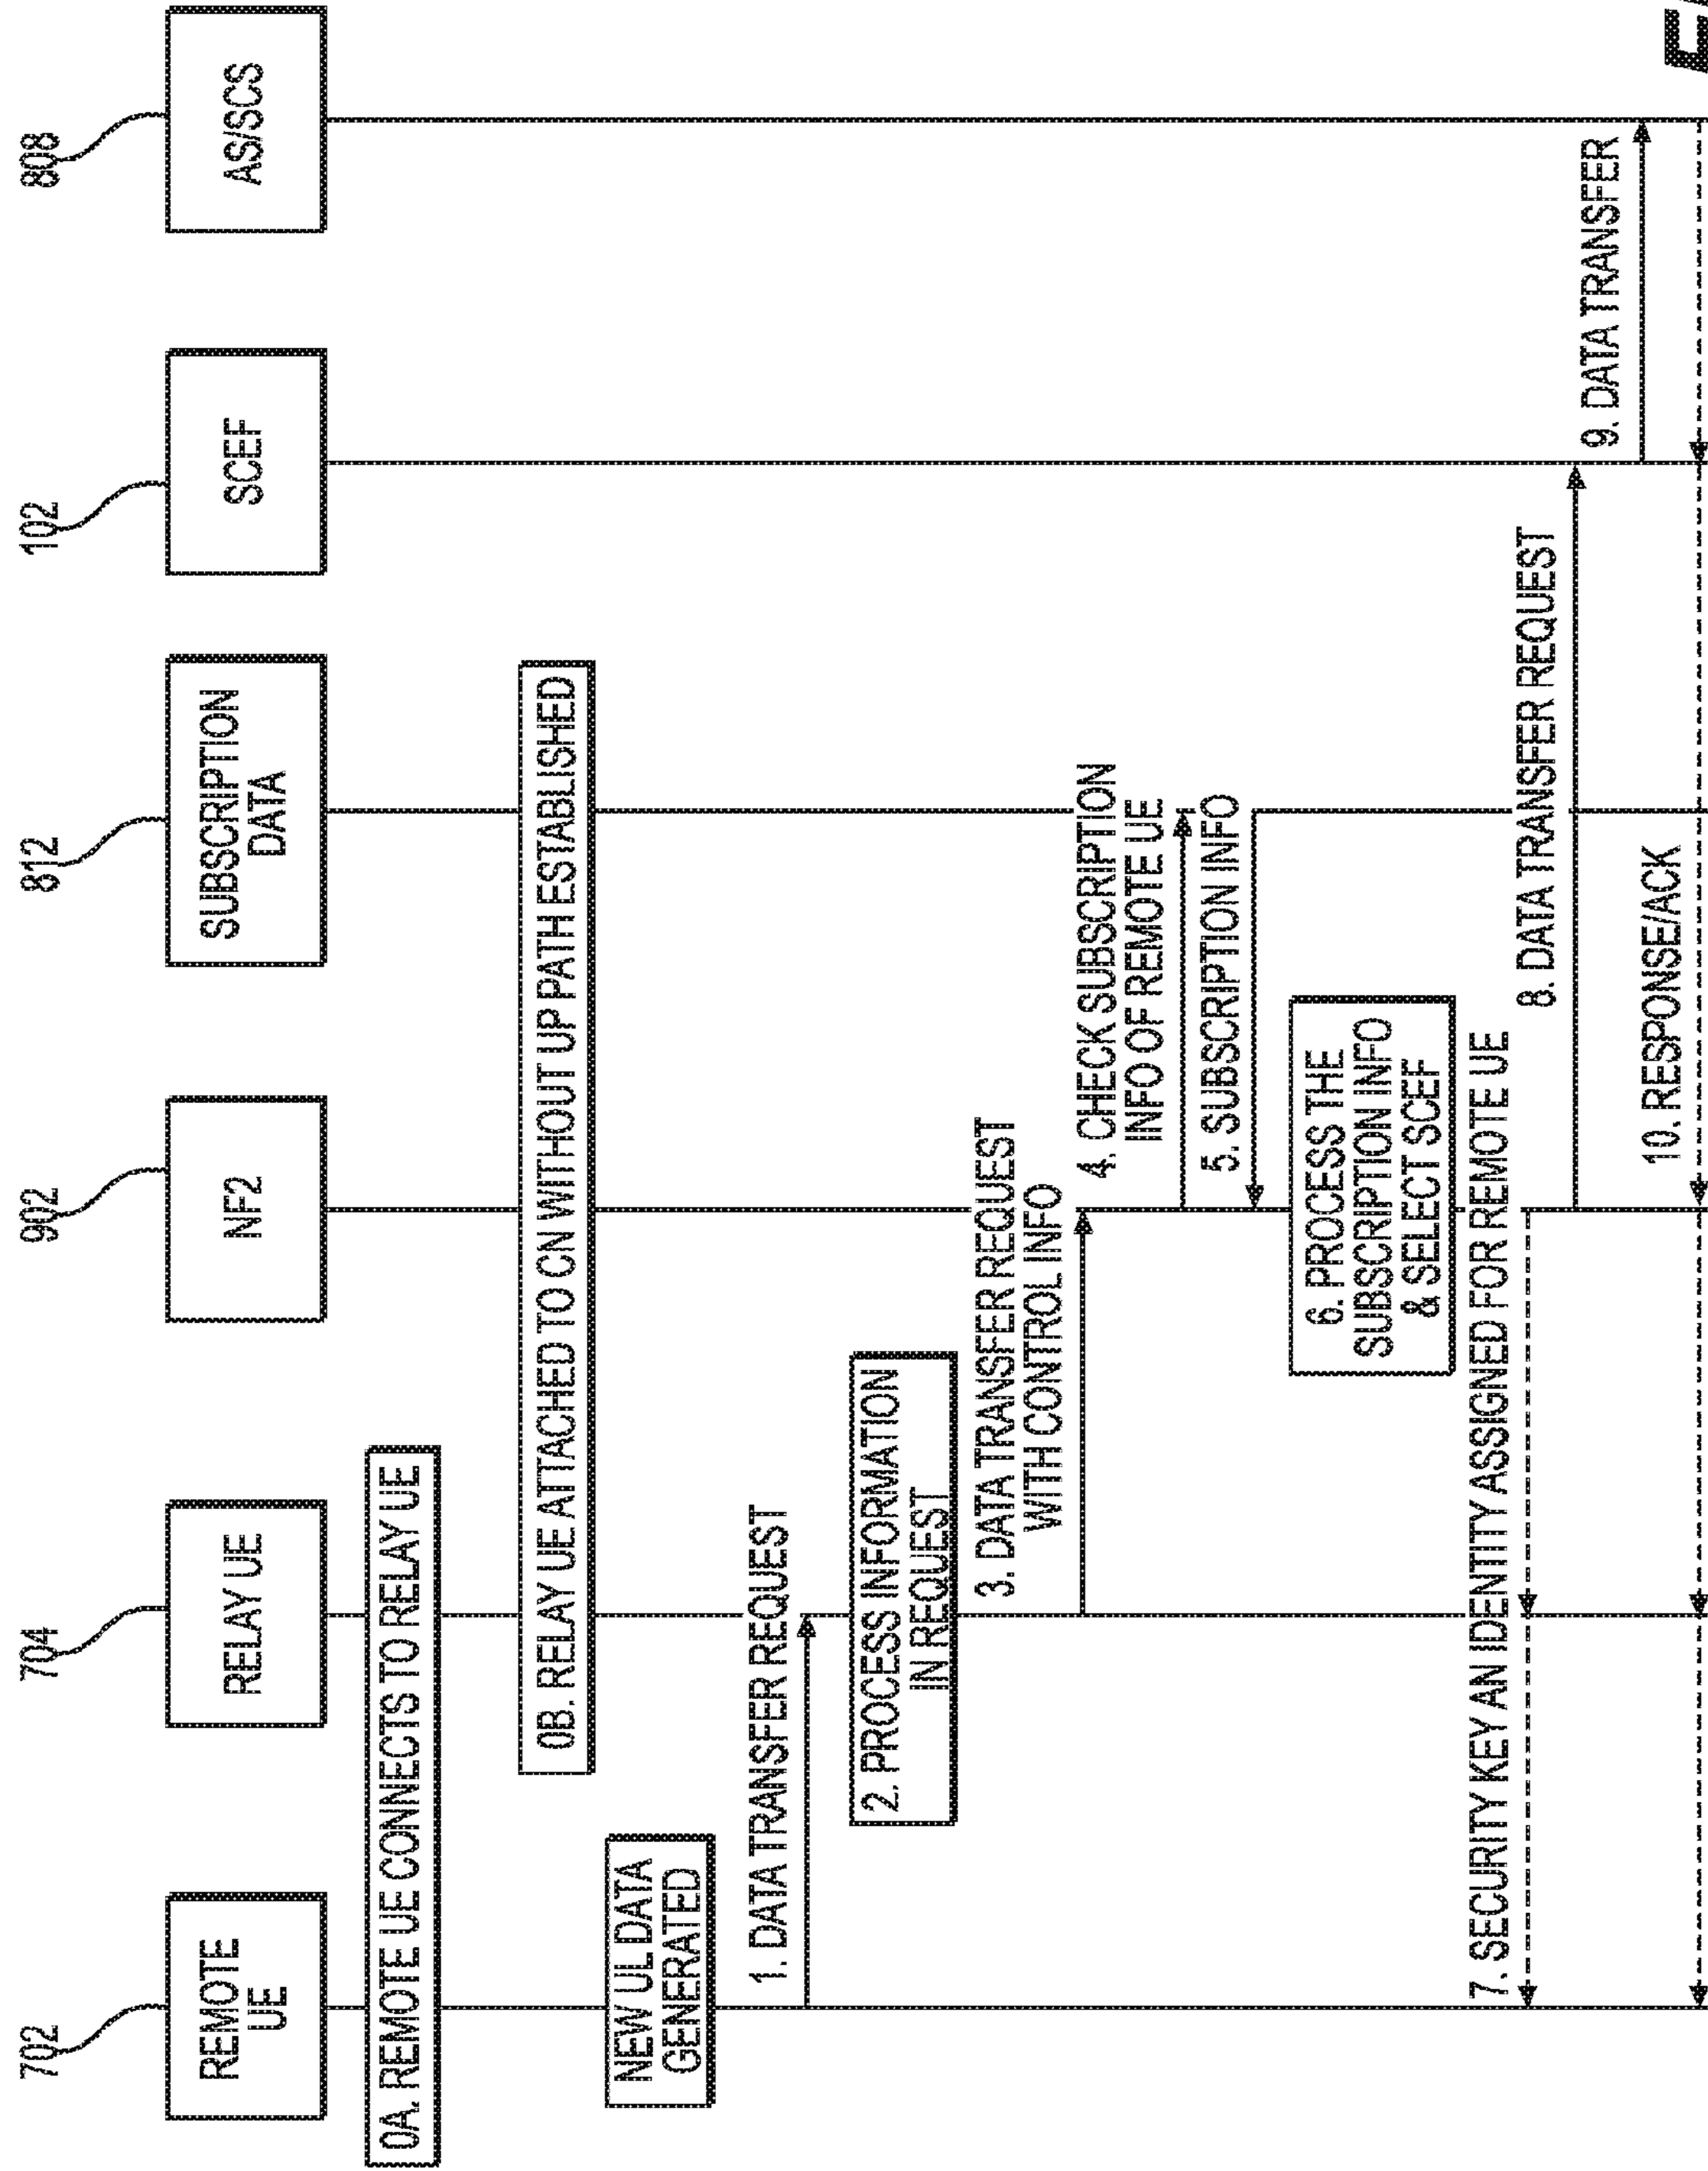 702
704
902
812
102
808
REMOTE
UE
RELAY UE
NF2
SUBSCRIPTION
DATA
SCEF
AS/SCS
0A. REMOTE UE CONNECTS TO RELAY UE
0B. RELAY UE ATTACHED TO CN WITHOUT UP PATH ESTABLISHED
NEW UL DATA
GENERATED
1. DATA TRANSFER REQUEST
2. PROCESS INFORMATION
IN REQUEST
3. DATA TRANSFER REQUEST
WITH CONTROL INFO
4. CHECK SUBSCRIPTION
INFO OF REMOTE UE
5. SUBSCRIPTION INFO
6. PROCESS THE
SUBSCRIPTION INFO
& SELECT SCEF
7. SECURITY KEY AN IDENTITY ASSIGNED FOR REMOTE UE
8. DATA TRANSFER REQUEST
9. DATA TRANSFER
10. RESPONSE/ACK